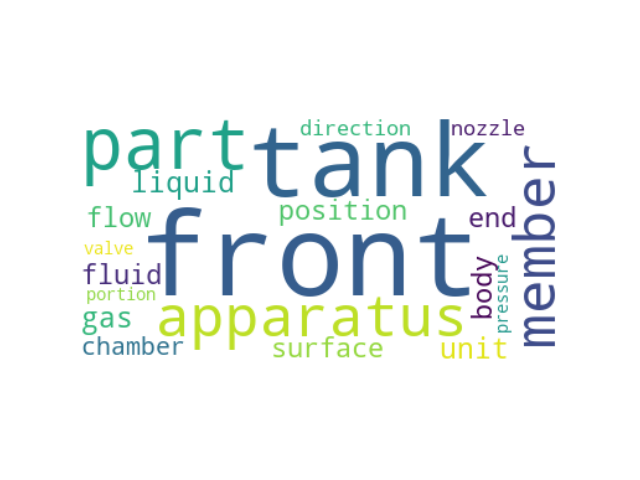 direction
nozzle
part
tank
liquid
member
flow
position
end
front
valve
fluid
body
pressure
portion
gas
apparatus
chamber
surface
unit